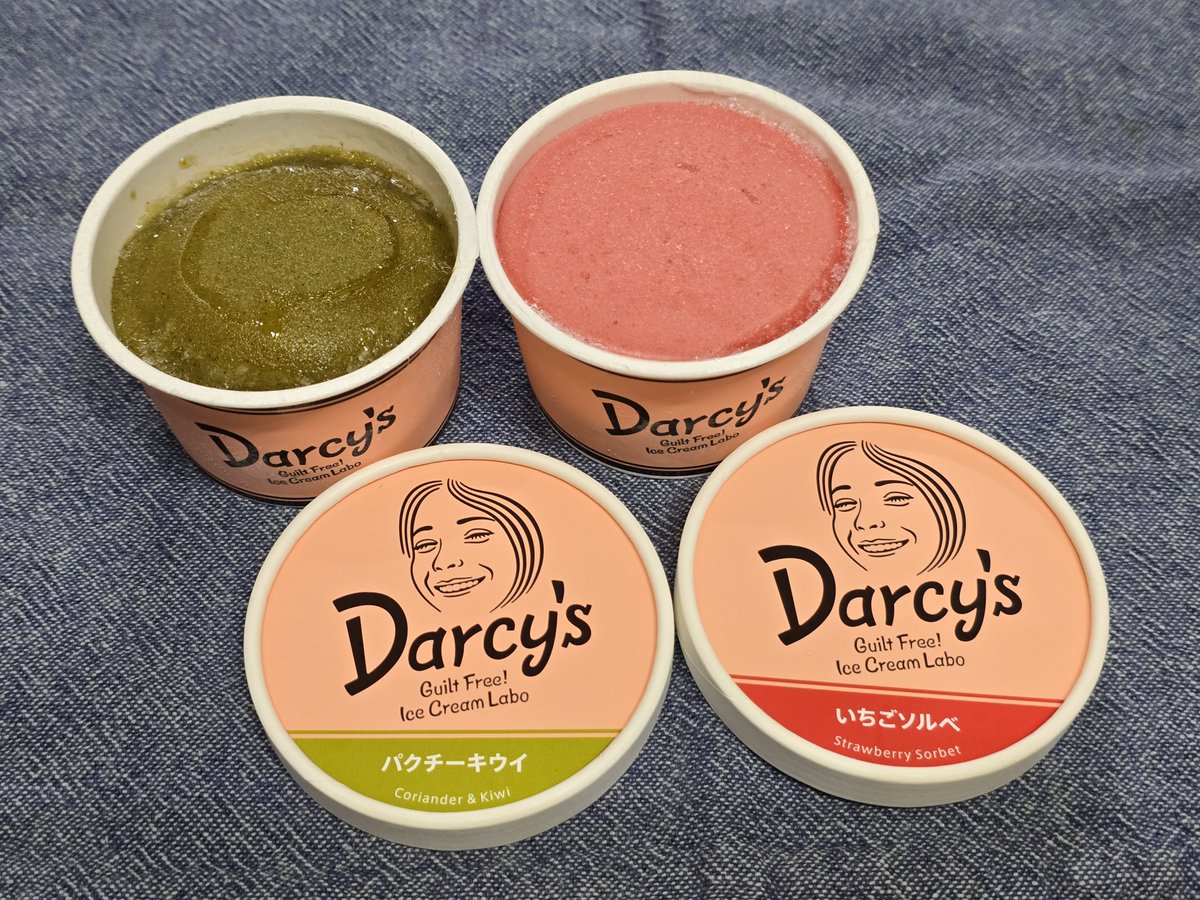 Darcy's
Guilt Free!
Ice Cream Labo
Darcy's
Guilt Free!
Ice Cream Labo
Darcy's
Guilt Free!
Ice Cream Labo
パクチーキウイ
Coriander & Kiwi
Darcy's
Guilt Free!
Ice Cream Labo
いちごソルベ
Strawberry Sorbet